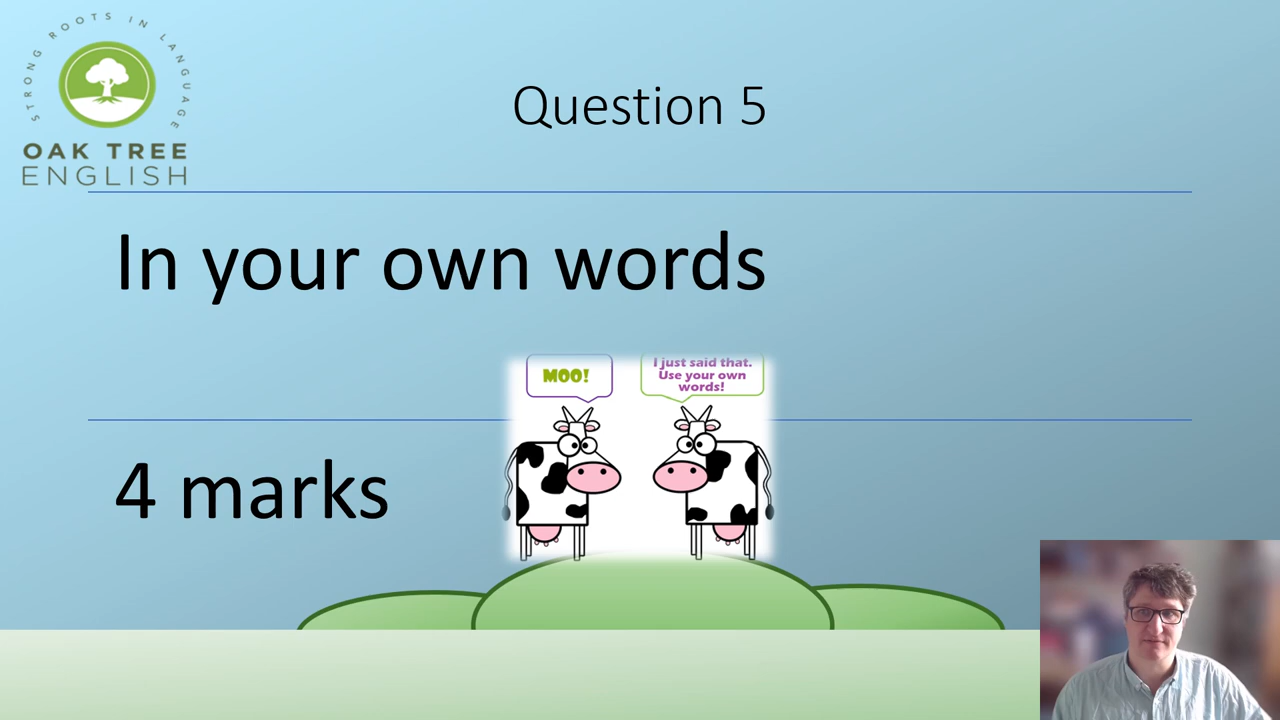 STRONG ROOTS IN LANGUAGE
OAK TREE
ENGLISH
Question 5
In your own words
MOO!
I just said that.
Use your own
words!
4 marks